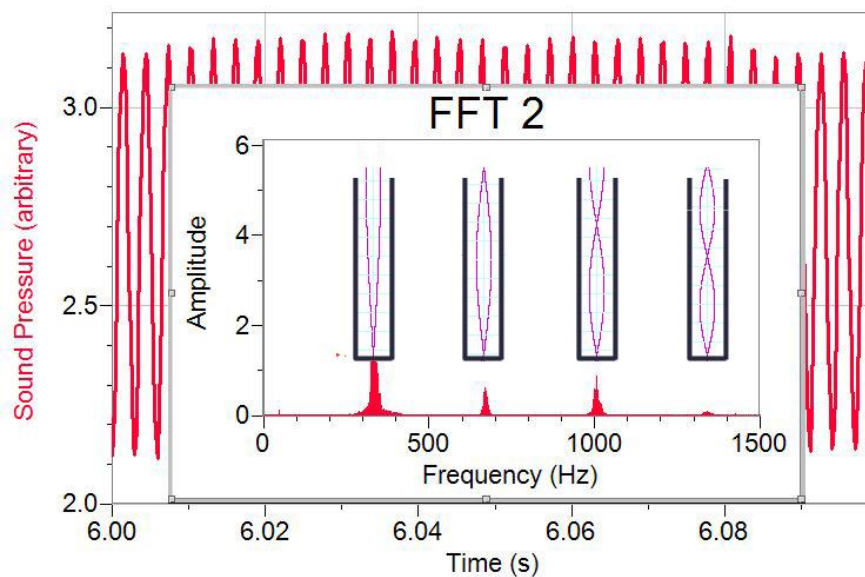 Sound Pressure (arbitrary)
3.0
2.5
2.0
FFT 2
Amplitude
6
4
2
0
0 500 1000 1500
Frequency (Hz)
6.00 6.02 6.04 6.06 6.08
Time (s)